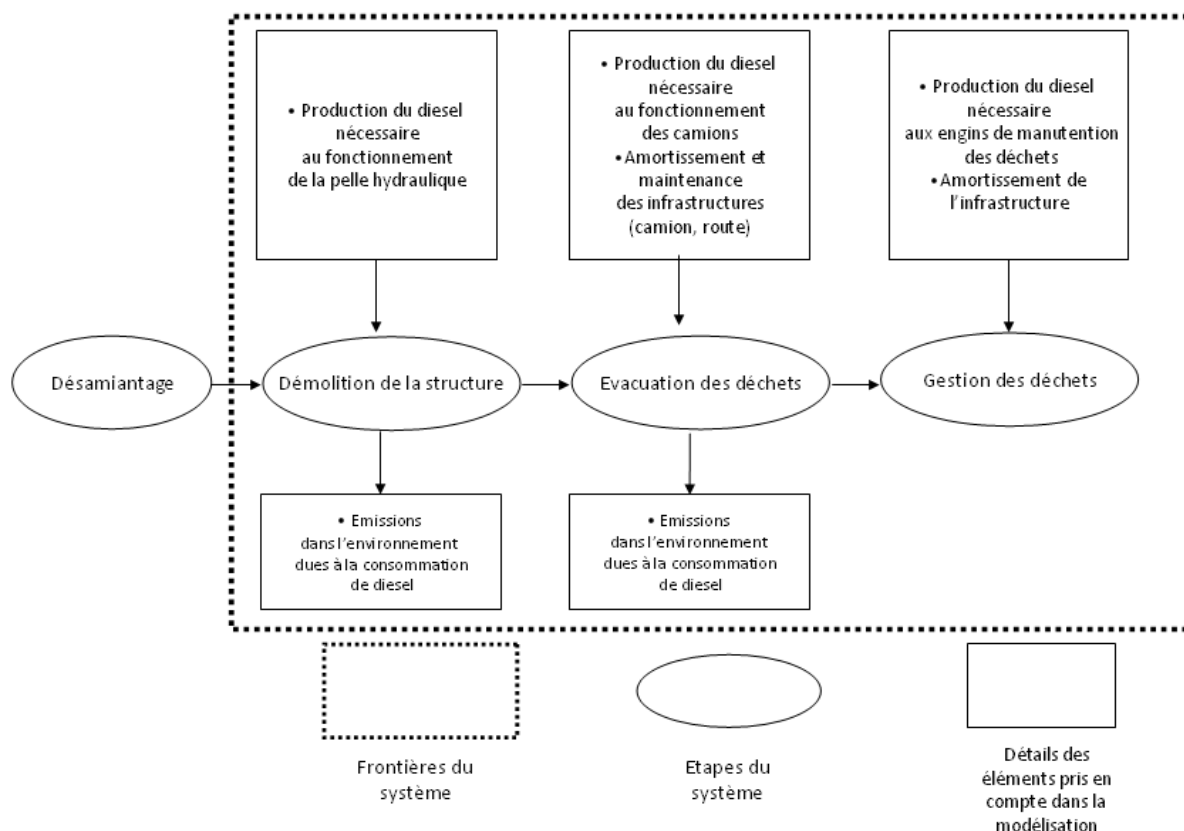 • Production du diesel
nécessaire
au fonctionnement
de la pelle hydraulique
• Production du diesel
nécessaire
au fonctionnement
des camions
• Amortissement et
maintenance
des infrastructures
(camion, route)
• Production du diesel
nécessaire
aux engins de manutention
des déchets
• Amortissement de
l'infrastructure
Désamiantage
Démolition de la structure
Evacuation des déchets
Gestion des déchets
• Emissions
dans l'environnement
dues à la consommation
de diesel
• Emissions
dans l'environnement
dues à la consommation
de diesel
Frontières du
système
Etapes du
système
Détails des
éléments pris en
compte dans la
modélisation